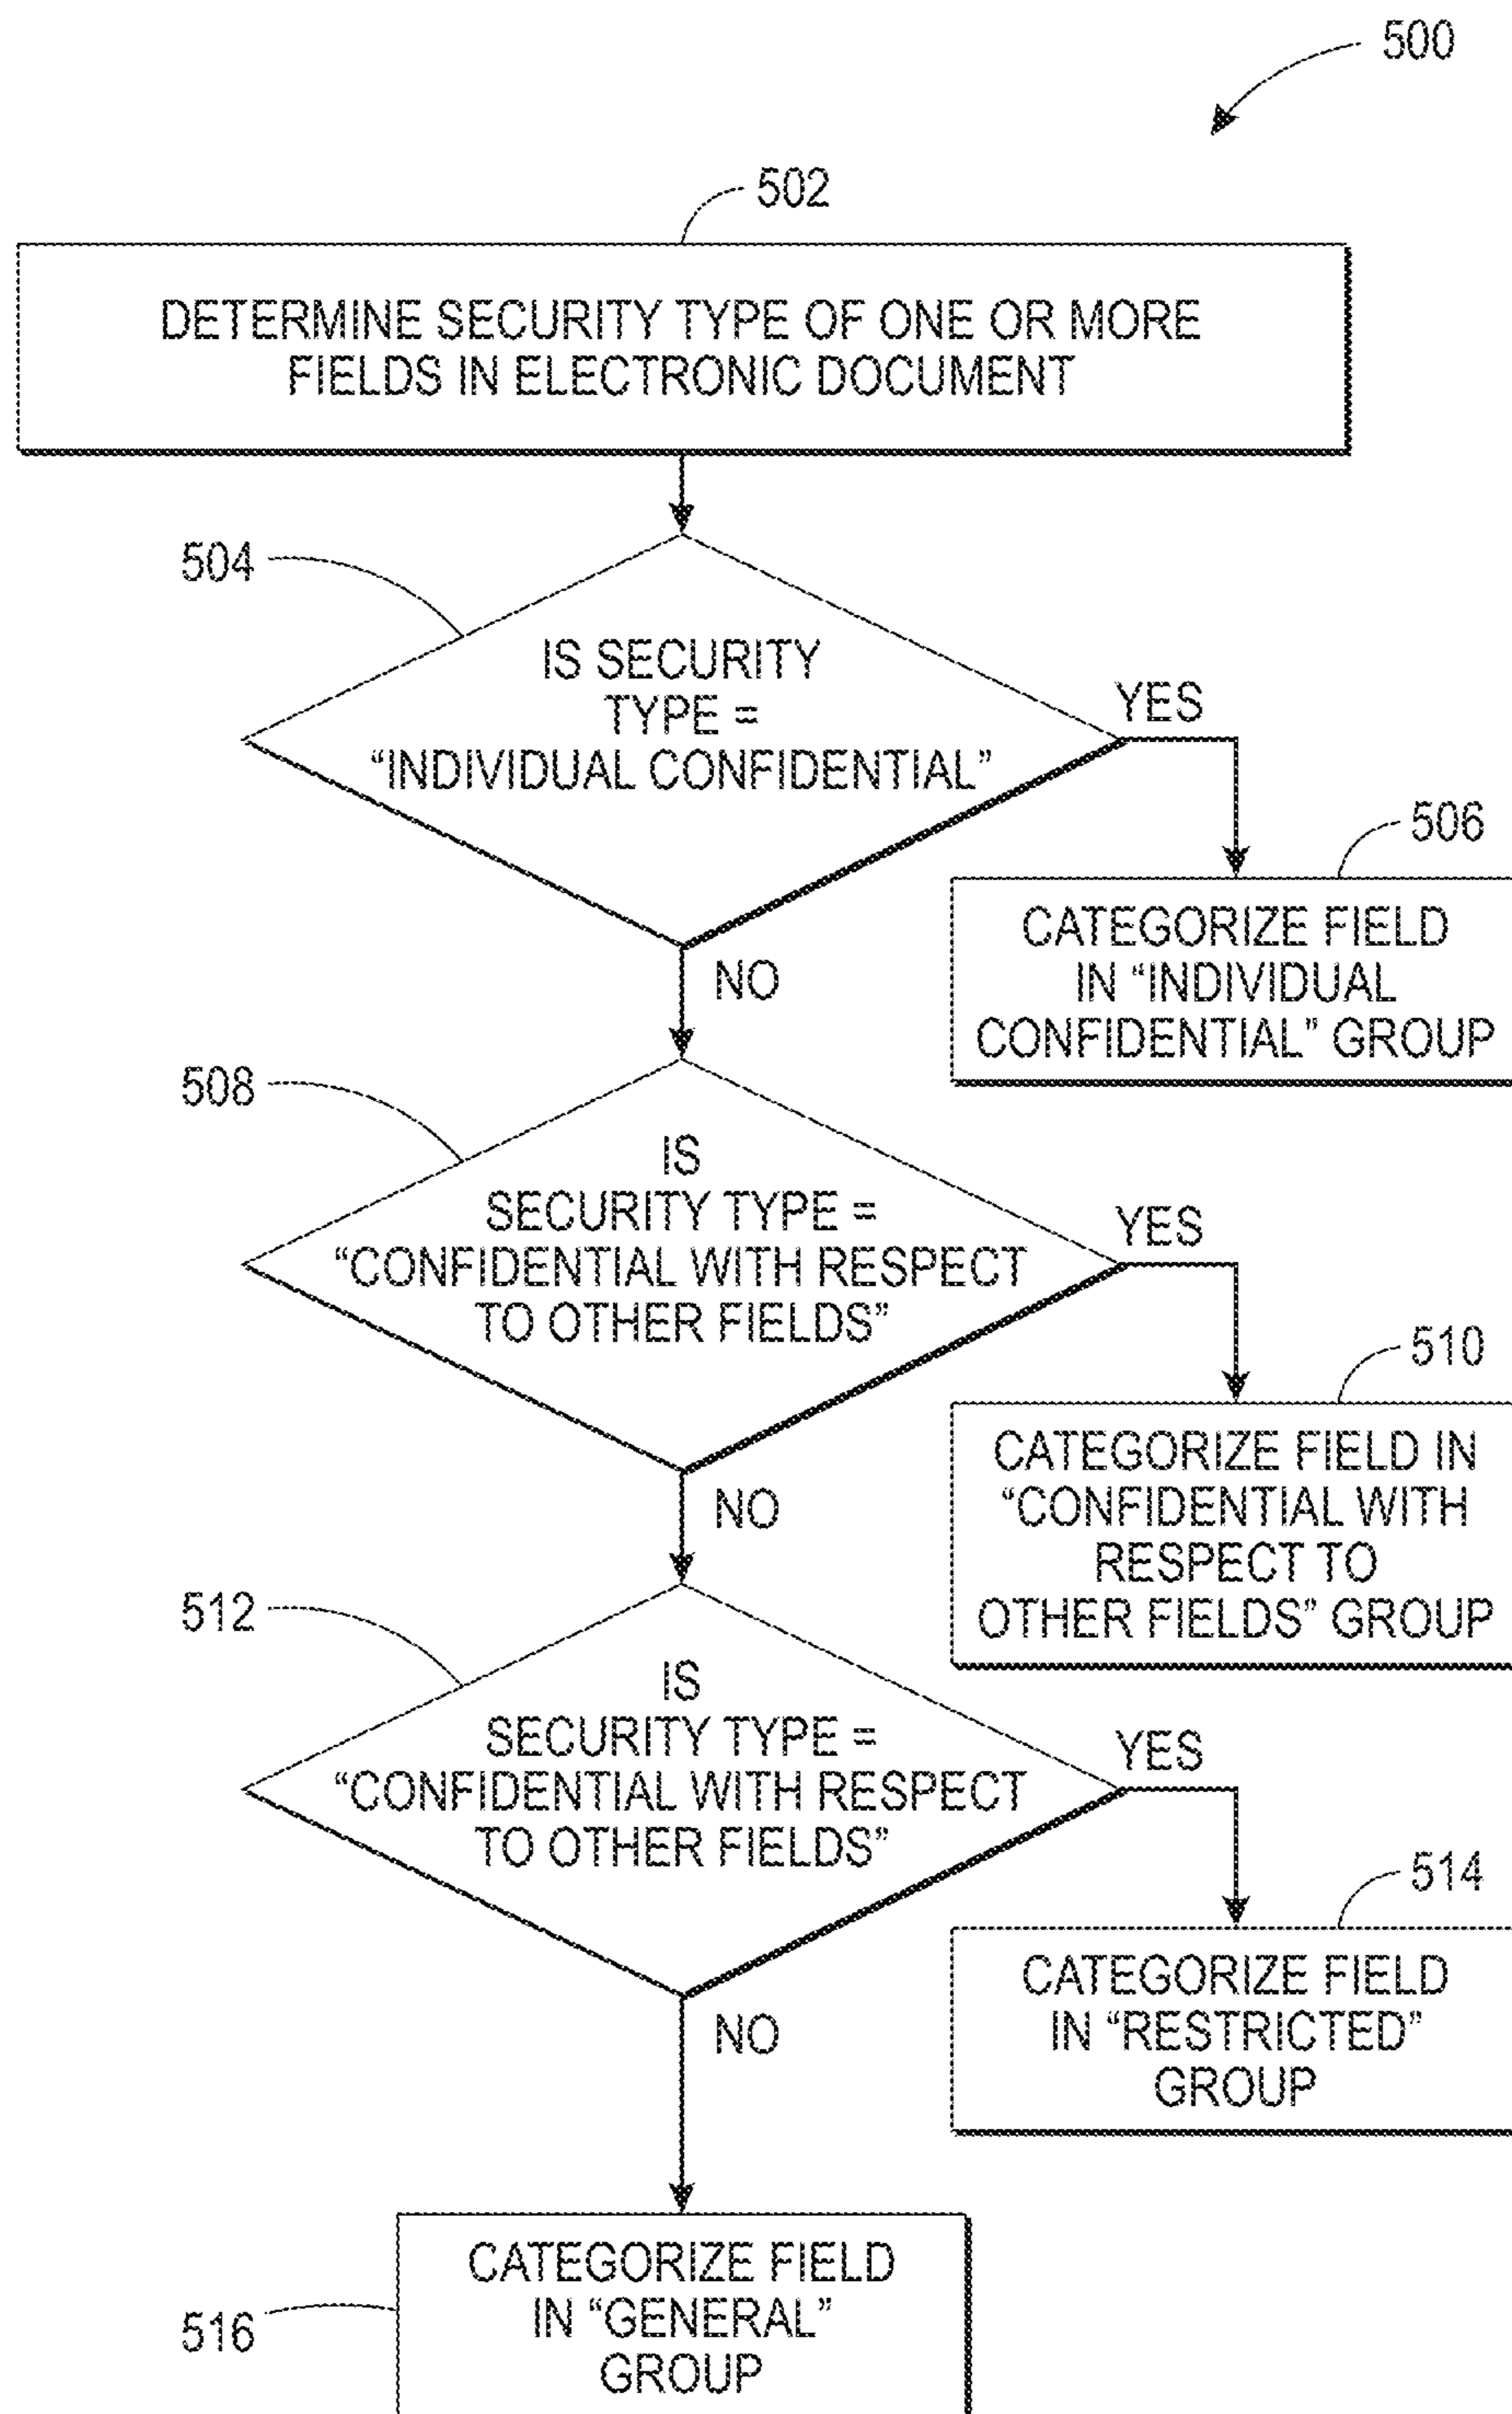 500
502
DETERMINE SECURITY TYPE OF ONE OR MORE
FIELDS IN ELECTRONIC DOCUMENT
504
IS SECURITY
TYPE =
“INDIVIDUAL CONFIDENTIAL”
YES
506
CATEGORIZE FIELD
IN “INDIVIDUAL
CONFIDENTIAL” GROUP
NO
508
IS
SECURITY TYPE =
“CONFIDENTIAL WITH RESPECT
TO OTHER FIELDS”
YES
510
CATEGORIZE FIELD IN
“CONFIDENTIAL WITH
RESPECT TO
OTHER FIELDS” GROUP
NO
512
IS
SECURITY TYPE =
“CONFIDENTIAL WITH RESPECT
TO OTHER FIELDS”
YES
514
CATEGORIZE FIELD
IN “RESTRICTED”
GROUP
NO
516
CATEGORIZE FIELD
IN “GENERAL”
GROUP